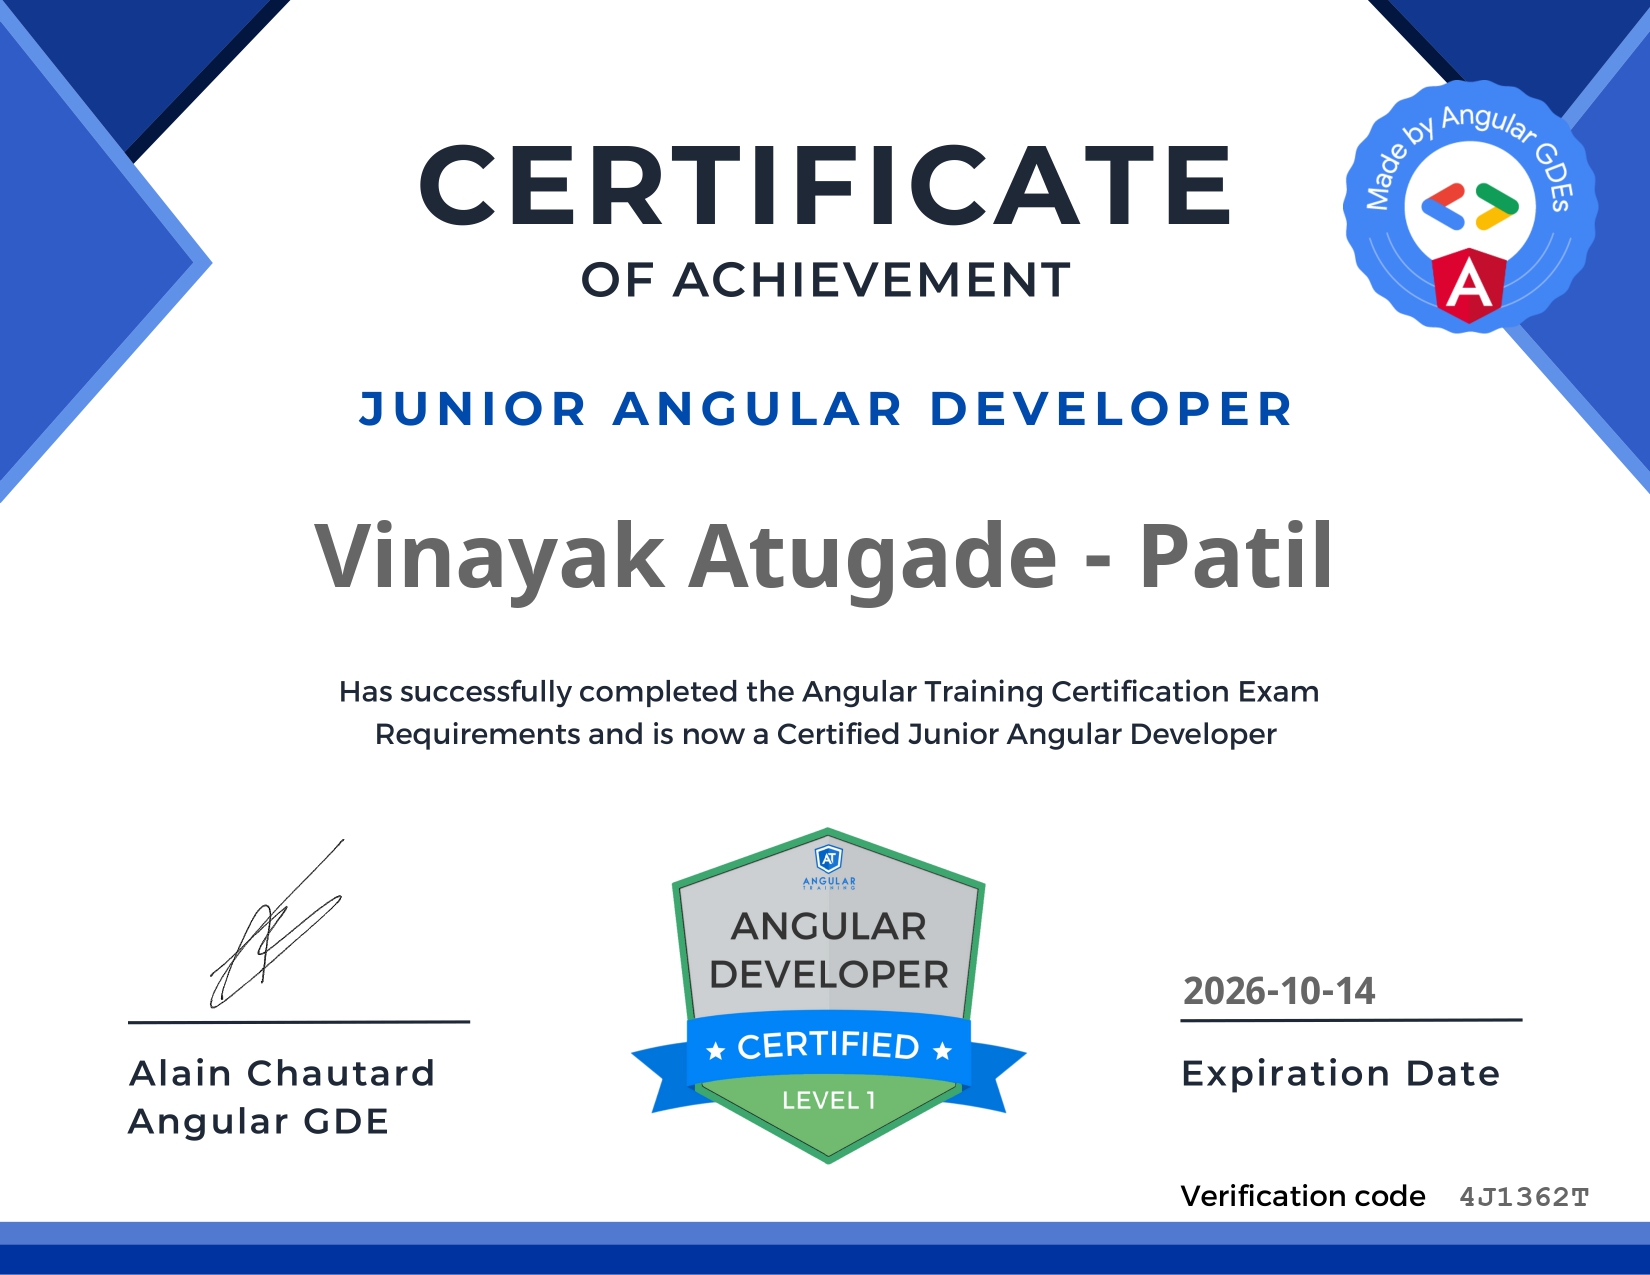 CERTIFICATE
OF ACHIEVEMENT
Made by Angular GDEs
A
JUNIOR ANGULAR DEVELOPER
Vinayak Atugade - Patil
Has successfully completed the Angular Training Certification Exam
Requirements and is now a Certified Junior Angular Developer
AT
ANGULAR
TRAINING
ANGULAR
DEVELOPER
CERTIFIED
LEVEL 1
Alain Chautard
Angular GDE
2026-10-14
Expiration Date
Verification code 4J1362T